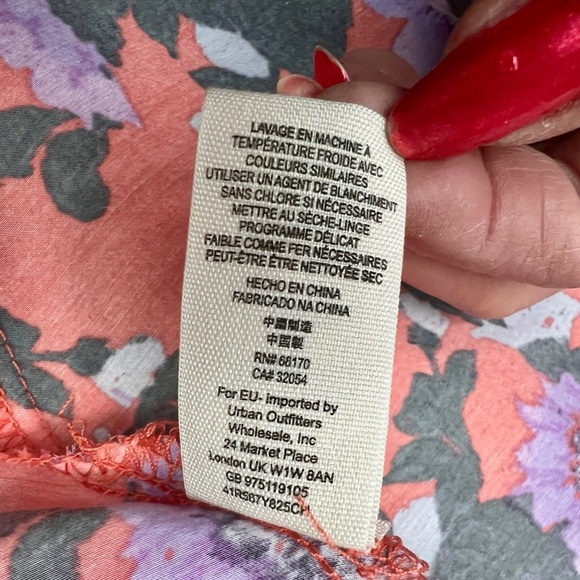 LAVAGE EN MACHINE À
TEMPÉRATURE FROIDE AVEC
COULEURS SIMILAIRES
UTILISER UN AGENT DE BLANCHIMENT
SANS CHLORE SI NÉCESSAIRE
METTRE AU SÈCHE-LINGE
PROGRAMME DÉLICAT
FAIBLE COMME FER NÉCESSAIRES
PEUT-ÊTRE ÊTRE NETTOYÉE SEC
HECHO EN CHINA
FABRICADO NA CHINA
中國制造
中国製
RN# 66170
CA# 32054
For EU- imported by
Urban Outfitters
Wholesale, Inc
24 Market Place
London UK W1W 8AN
GB 975119105
41R587Y825CH